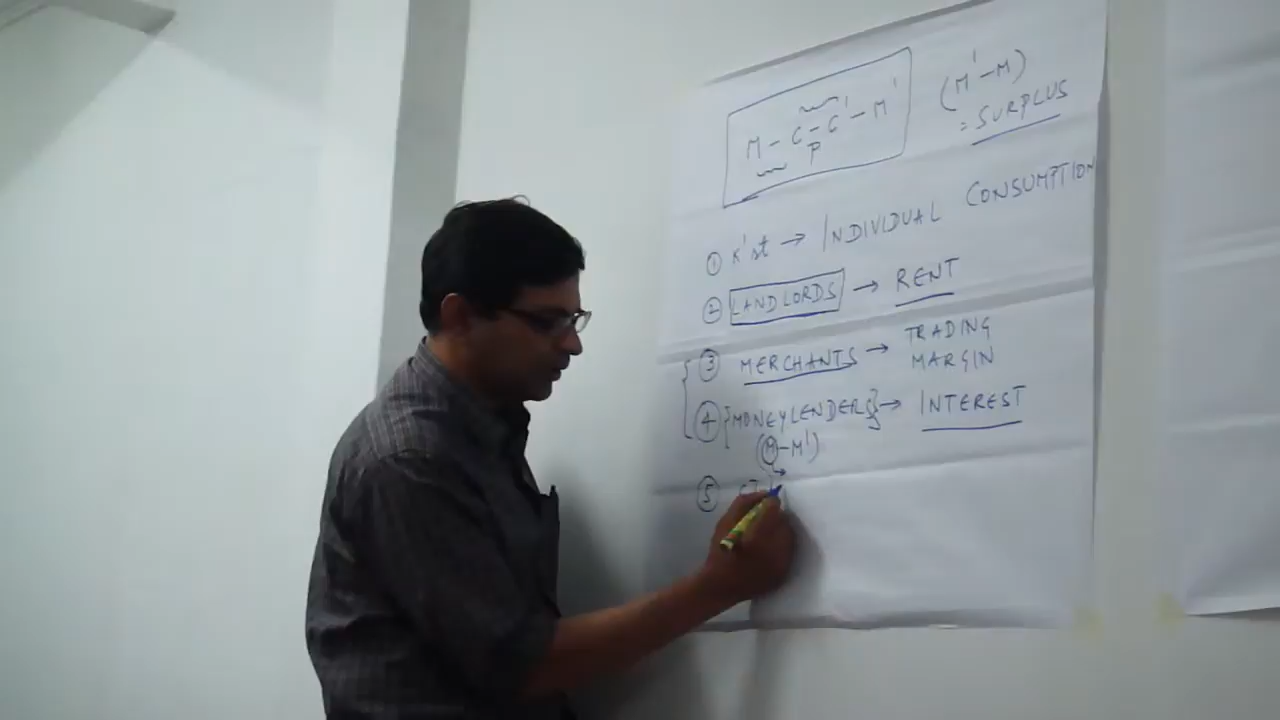 M - C - C' - M'
P
(M' - M)
= SURPLUS
① K'st → INDIVIDUAL CONSUMPTION
② LANDLORDS → RENT
③ MERCHANTS → TRADING MARGIN
④ {MONEYLENDERS} → INTEREST
(M - M')
⑤